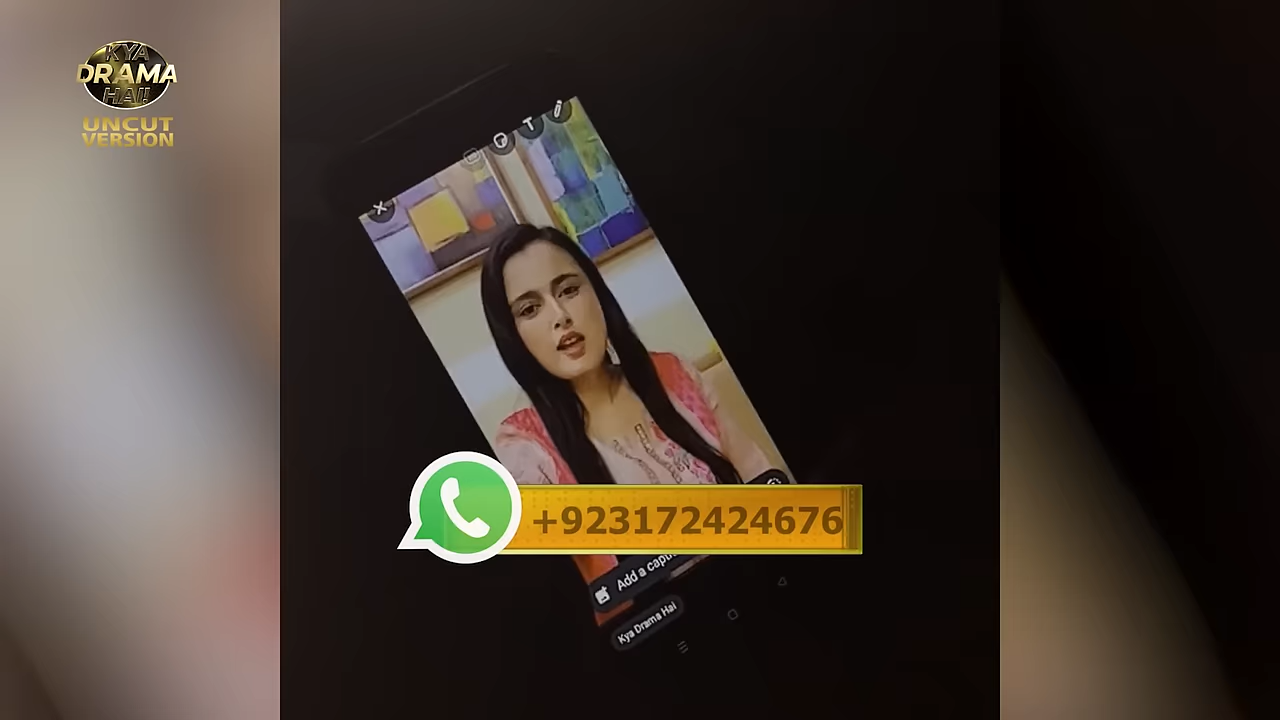 KYA
DRAMA
HAI!
UNCUT
VERSION
T
+923172424676
Add a capti
Kya Drama Hai